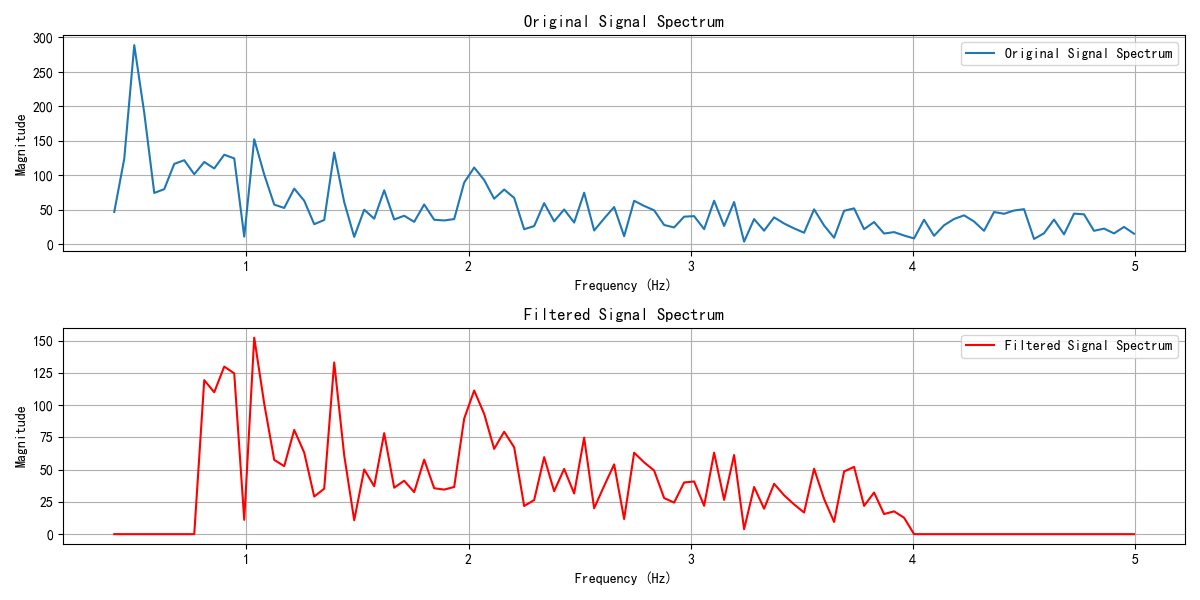 Original Signal Spectrum
300
250
200
150
100
50
0
Magnitude
Original Signal Spectrum
1 2 3 4 5
Frequency (Hz)
Filtered Signal Spectrum
150
125
100
75
50
25
0
Magnitude
Filtered Signal Spectrum
1 2 3 4 5
Frequency (Hz)